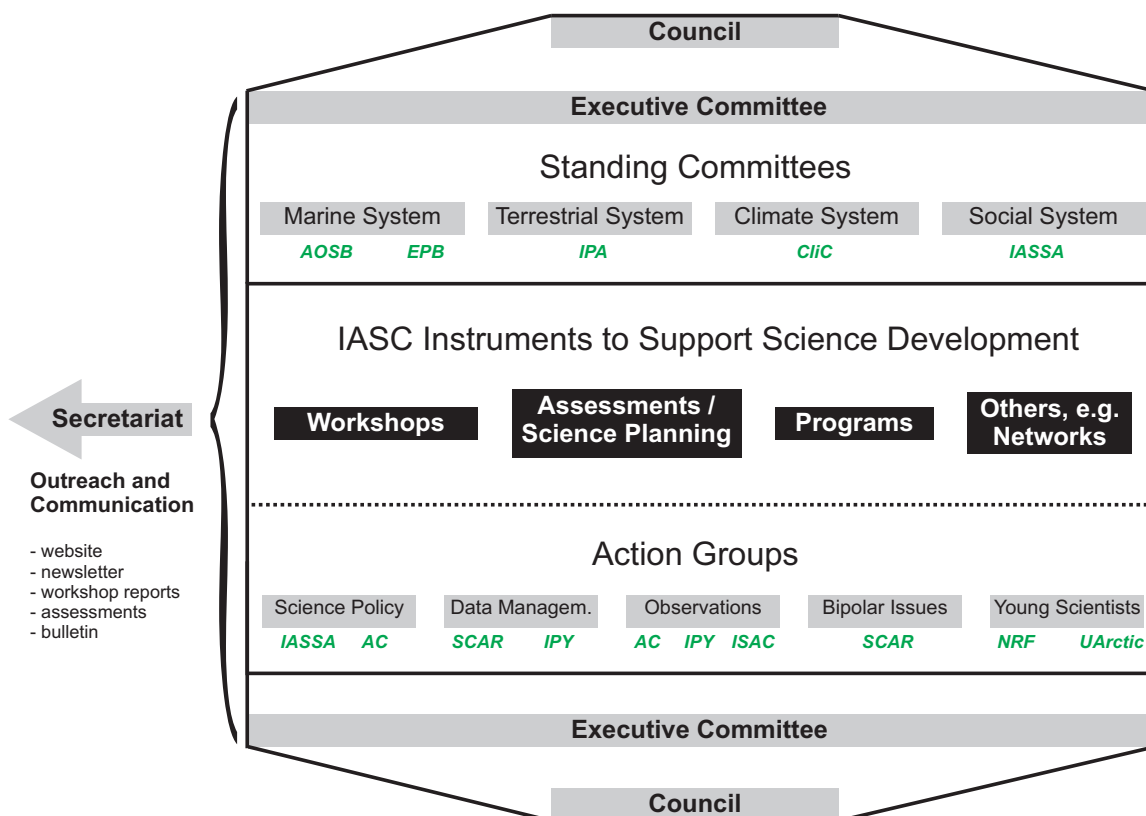 Council
Executive Committee
Standing Committees
Marine System
Terrestrial System
Climate System
Social System
AOSB EPB
IPA
CliC
IASSA
IASC Instruments to Support Science Development
Workshops
Assessments /
Science Planning
Programs
Others, e.g.
Networks
Secretariat
Outreach and
Communication
- website
- newsletter
- workshop reports
- assessments
- bulletin
Action Groups
Science Policy
Data Managem.
Observations
Bipolar Issues
Young Scientists
IASSA AC
SCAR IPY
AC IPY ISAC
SCAR
NRF UArctic
Executive Committee
Council